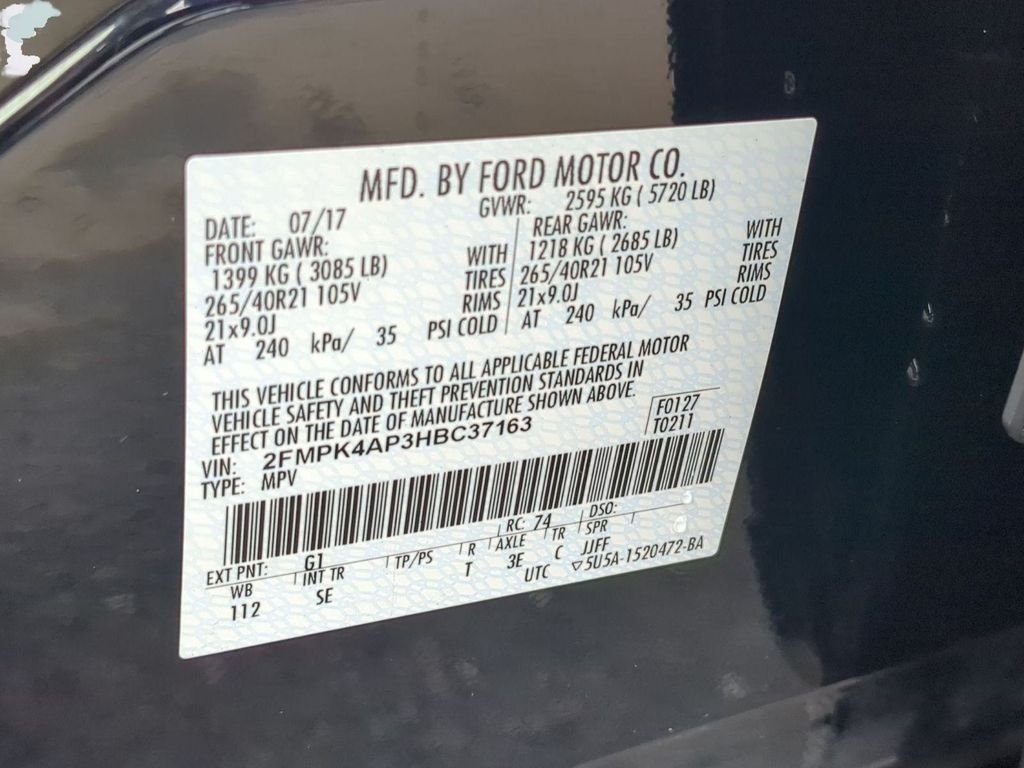 MFD. BY FORD MOTOR CO.
DATE: 07/17 GVWR: 2595 KG ( 5720 LB)
FRONT GAWR: WITH
1399 KG ( 3085 LB) TIRES
265/40R21 105V RIMS
21x9.0J
AT 240 kPa/ 35 PSI COLD
REAR GAWR: WITH
1218 KG ( 2685 LB) TIRES
265/40R21 105V RIMS
21x9.0J
AT 240 kPa/ 35 PSI COLD
THIS VEHICLE CONFORMS TO ALL APPLICABLE FEDERAL MOTOR
VEHICLE SAFETY AND THEFT PREVENTION STANDARDS IN
EFFECT ON THE DATE OF MANUFACTURE SHOWN ABOVE.
VIN: 2FMPK4AP3HBC37163 F0127
TYPE: MPV T0211
EXT PNT: G1 RC: 74 DSO:
WB INT TR TP/PS R AXLE TR SPR
112 SE T 3E C JJFF
UTC ▽5U5A-1520472-BA